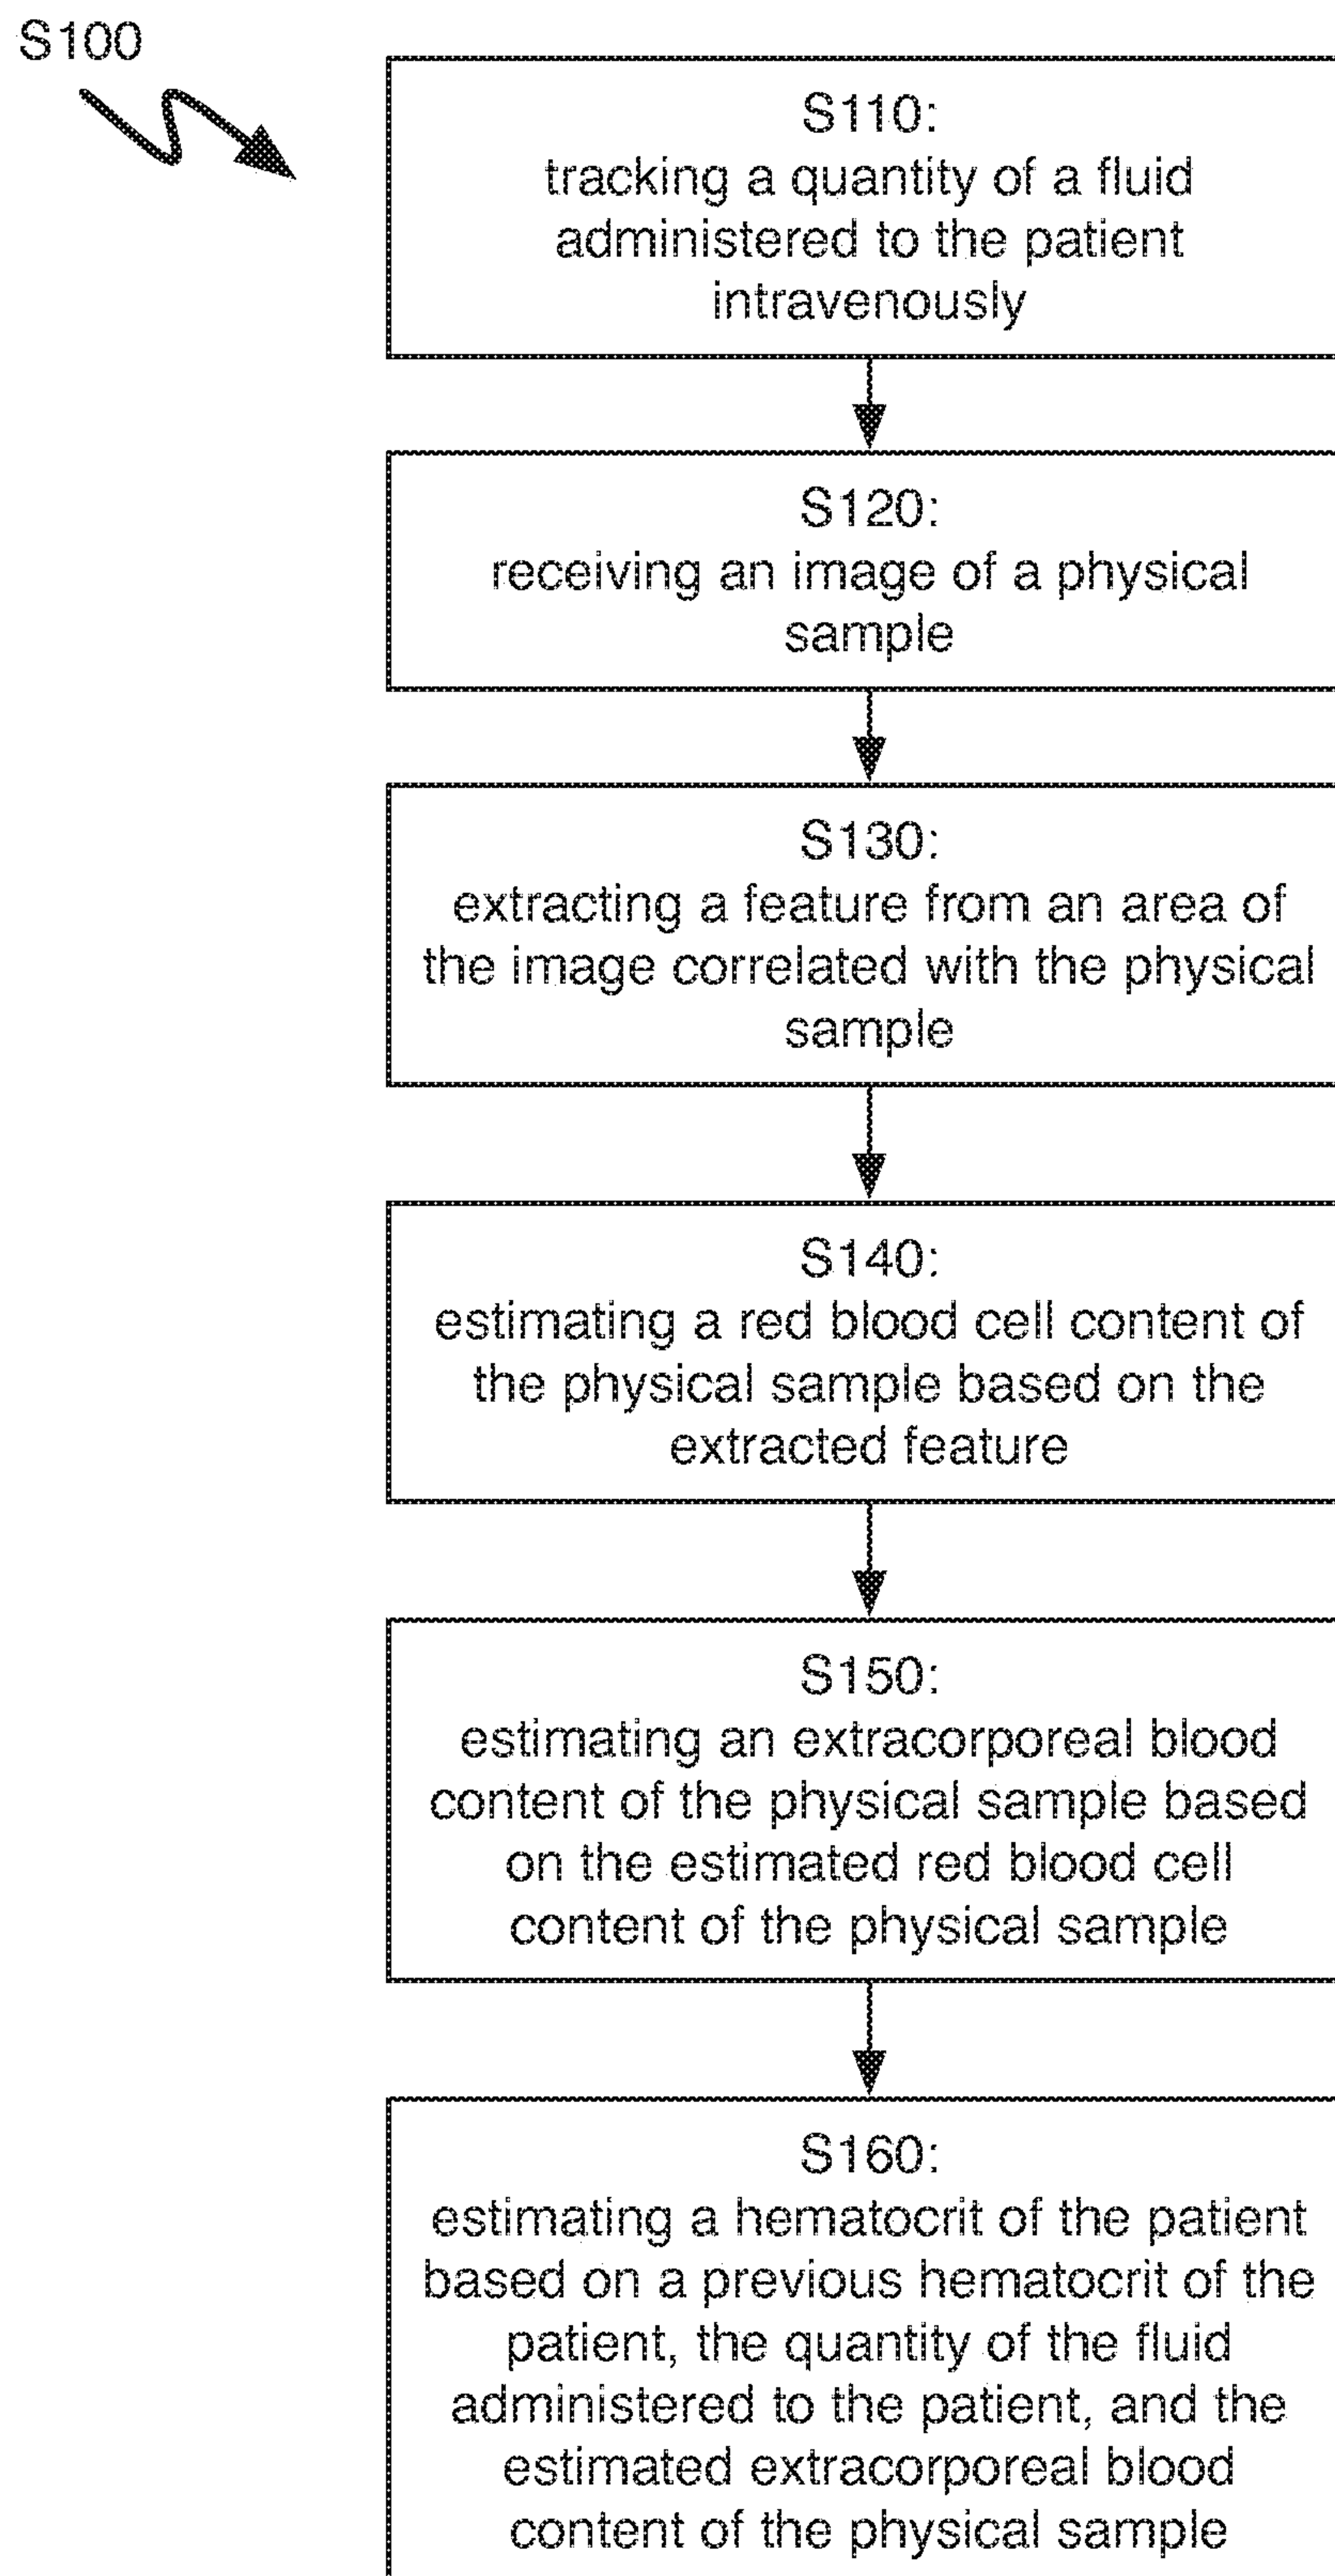 S100
S110:
tracking a quantity of a fluid
administered to the patient
intravenously
S120:
receiving an image of a physical
sample
S130:
extracting a feature from an area of
the image correlated with the physical
sample
S140:
estimating a red blood cell content of
the physical sample based on the
extracted feature
S150:
estimating an extracorporeal blood
content of the physical sample based
on the estimated red blood cell
content of the physical sample
S160:
estimating a hematocrit of the patient
based on a previous hematocrit of the
patient, the quantity of the fluid
administered to the patient, and the
estimated extracorporeal blood
content of the physical sample